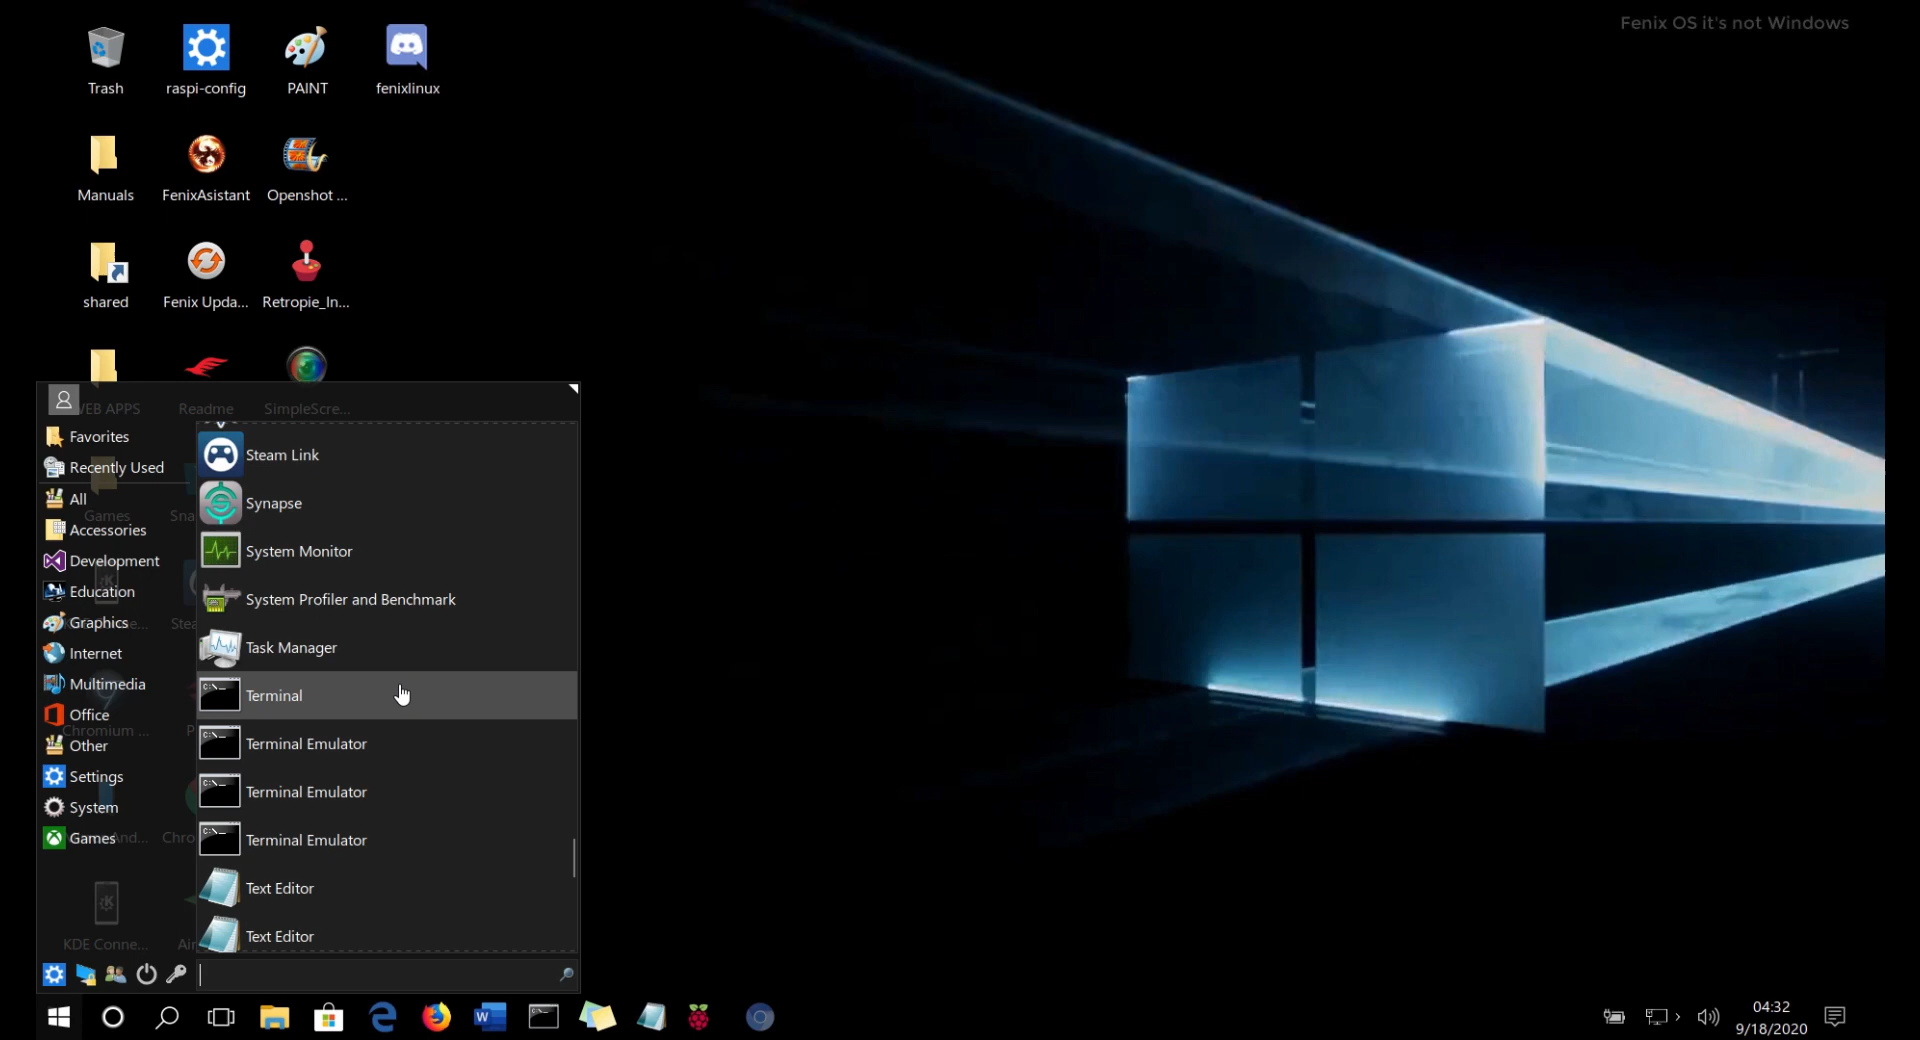 Fenix OS it's not Windows
Trash
raspi-config
PAINT
fenixlinux
Manuals
FenixAsistant
Openshot ...
shared
Fenix Upda...
Retropie_In...
EB APPS
Readme
SimpleScre...
Favorites
Recently Used
All
Games
Sna
Accessories
Development
Education
Graphics
e...
Stea
Internet
Multimedia
Office
Chromium ...
P
Other
Settings
System
Games
And...
Chro
KDE Conne...
Air
Steam Link
Synapse
System Monitor
System Profiler and Benchmark
Task Manager
C:\_
Terminal
C:\_
Terminal Emulator
C:\_
Terminal Emulator
C:\_
Terminal Emulator
Text Editor
Text Editor
W
04:32
9/18/2020